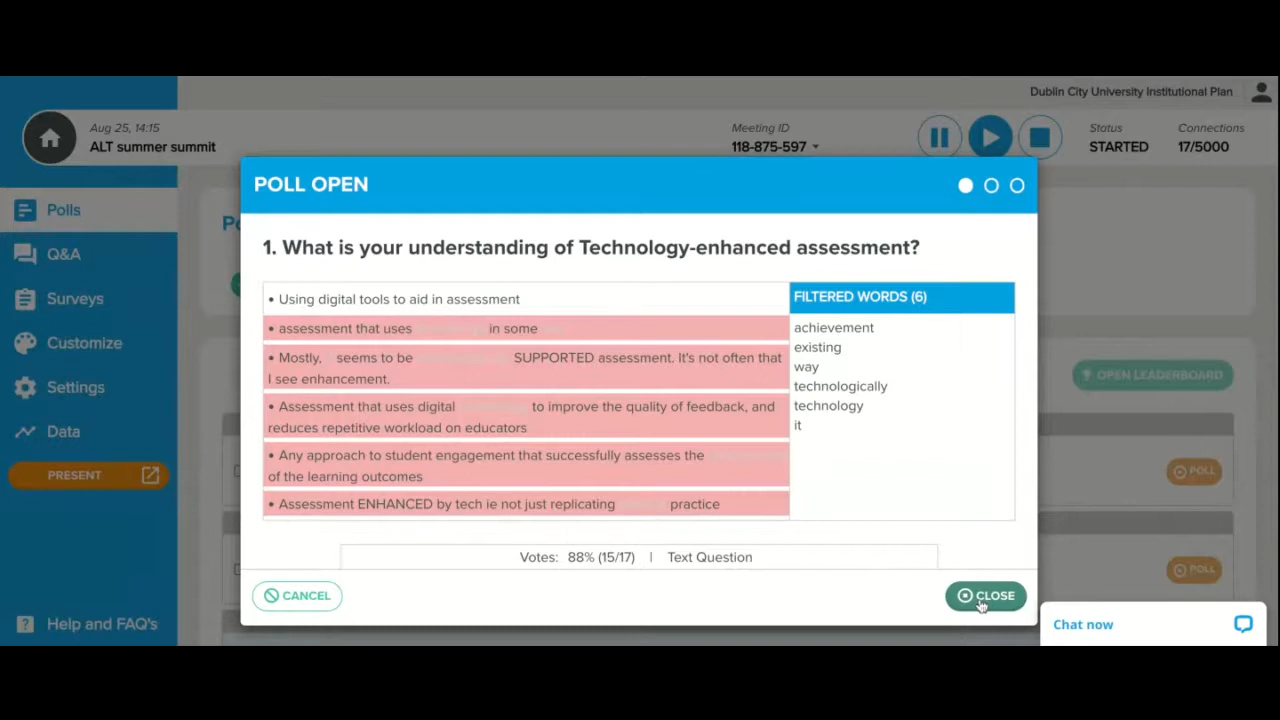 Dublin City University Institutional Plan
Aug 25, 14:15
ALT summer summit
Meeting ID
118-875-597
Status
STARTED
Connections
17/5000
POLL OPEN
Polls
Q&A
Surveys
Customize
Settings
Data
PRESENT
Help and FAQ's
1. What is your understanding of Technology-enhanced assessment?
• Using digital tools to aid in assessment
• assessment that uses in some
• Mostly, seems to be SUPPORTED assessment. It's not often that
I see enhancement.
• Assessment that uses digital to improve the quality of feedback, and
reduces repetitive workload on educators
• Any approach to student engagement that successfully assesses the
of the learning outcomes
• Assessment ENHANCED by tech ie not just replicating practice
FILTERED WORDS (6)
achievement
existing
way
technologically
technology
it
Votes: 88% (15/17) | Text Question
CANCEL
CLOSE
OPEN LEADERBOARD
POLL
POLL
Chat now